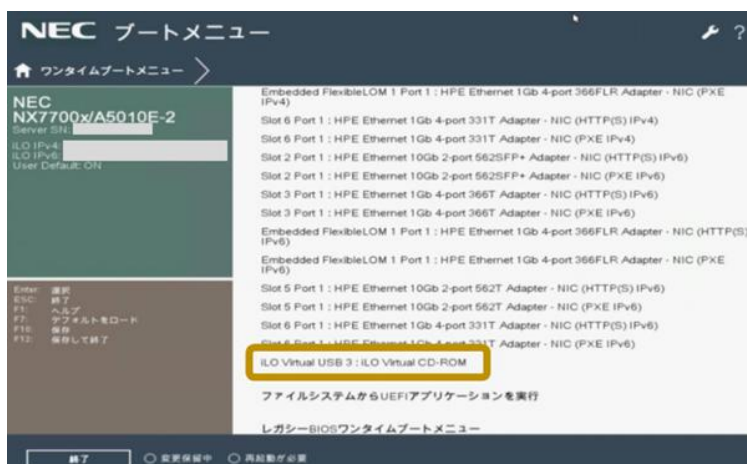 NEC ブートメニュー
?
ワンタイムブートメニュー
NEC
NX7700x/A5010E-2
Server SN:
iLO IPv4:
iLO IPv6:
User Default: ON
Enter: 選択
ESC: 終了
F1: ヘルプ
F7: デフォルトをロード
F10: 保存
F12: 保存して終了
Embedded FlexibleLOM 1 Port 1 : HPE Ethernet 1Gb 4-port 366FLR Adapter - NIC (PXE
IPv4)
Slot 6 Port 1 : HPE Ethernet 1Gb 4-port 331T Adapter - NIC (HTTP(S) IPv4)
Slot 6 Port 1 : HPE Ethernet 1Gb 4-port 331T Adapter - NIC (PXE IPv4)
Slot 2 Port 1 : HPE Ethernet 10Gb 2-port 562SFP+ Adapter - NIC (HTTP(S) IPv6)
Slot 2 Port 1 : HPE Ethernet 10Gb 2-port 562SFP+ Adapter - NIC (PXE IPv6)
Slot 3 Port 1 : HPE Ethernet 1Gb 4-port 366T Adapter - NIC (HTTP(S) IPv6)
Slot 3 Port 1 : HPE Ethernet 1Gb 4-port 366T Adapter - NIC (PXE IPv6)
Embedded FlexibleLOM 1 Port 1 : HPE Ethernet 1Gb 4-port 366FLR Adapter - NIC (HTTP(S)
IPv6)
Embedded FlexibleLOM 1 Port 1 : HPE Ethernet 1Gb 4-port 366FLR Adapter - NIC (PXE
IPv6)
Slot 5 Port 1 : HPE Ethernet 10Gb 2-port 562T Adapter - NIC (HTTP(S) IPv6)
Slot 5 Port 1 : HPE Ethernet 10Gb 2-port 562T Adapter - NIC (PXE IPv6)
Slot 6 Port 1 : HPE Ethernet 1Gb 4-port 331T Adapter - NIC (HTTP(S) IPv6)
Slot 6 Port 1 : HPE Ethernet 1Gb 4-port 331T Adapter - NIC (PXE IPv6)
iLO Virtual USB 3 : iLO Virtual CD-ROM
ファイルシステムからUEFIアプリケーションを実行
レガシーBIOSワンタイムブートメニュー
終了
変更保留中
再起動が必要